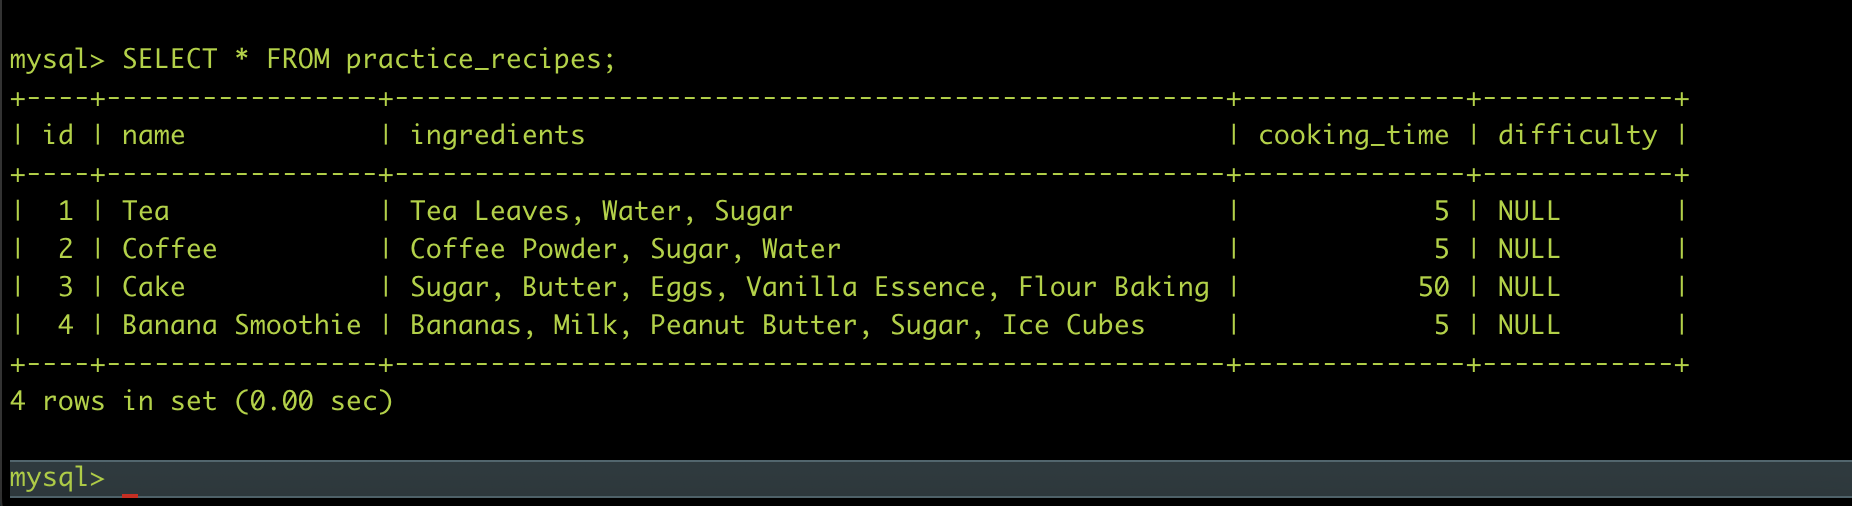 mysql> SELECT * FROM practice_recipes;
+----+-----------------+----------------------------------------------------+--------------+------------+
| id | name            | ingredients                                        | cooking_time | difficulty |
+----+-----------------+----------------------------------------------------+--------------+------------+
|  1 | Tea             | Tea Leaves, Water, Sugar                           |            5 | NULL       |
|  2 | Coffee          | Coffee Powder, Sugar, Water                        |            5 | NULL       |
|  3 | Cake            | Sugar, Butter, Eggs, Vanilla Essence, Flour Baking |           50 | NULL       |
|  4 | Banana Smoothie | Bananas, Milk, Peanut Butter, Sugar, Ice Cubes     |            5 | NULL       |
+----+-----------------+----------------------------------------------------+--------------+------------+
4 rows in set (0.00 sec)
mysql> _